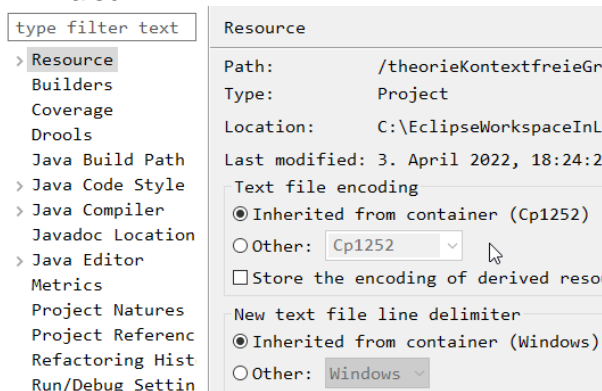 type filter text
Resource
Builders
Coverage
Drools
Java Build Path
Java Code Style
Java Compiler
Javadoc Location
Java Editor
Metrics
Project Natures
Project Referenc
Refactoring Hist
Run/Debug Settin
Resource
Path: /theorieKontextfreieGr
Type: Project
Location: C:\EclipseWorkspaceInL
Last modified: 3. April 2022, 18:24:2
Text file encoding
Inherited from container (Cp1252)
Other: Cp1252
Store the encoding of derived reso
New text file line delimiter
Inherited from container (Windows)
Other: Windows